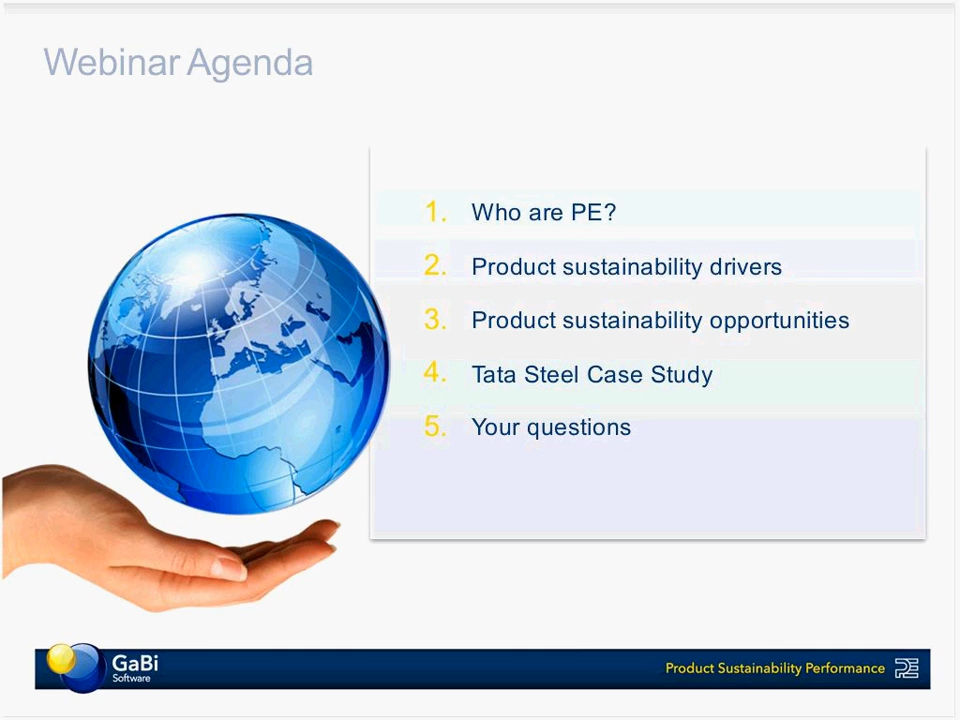 Webinar Agenda
1. Who are PE?
2. Product sustainability drivers
3. Product sustainability opportunities
4. Tata Steel Case Study
5. Your questions
GaBi
Software
Product Sustainability Performance PE